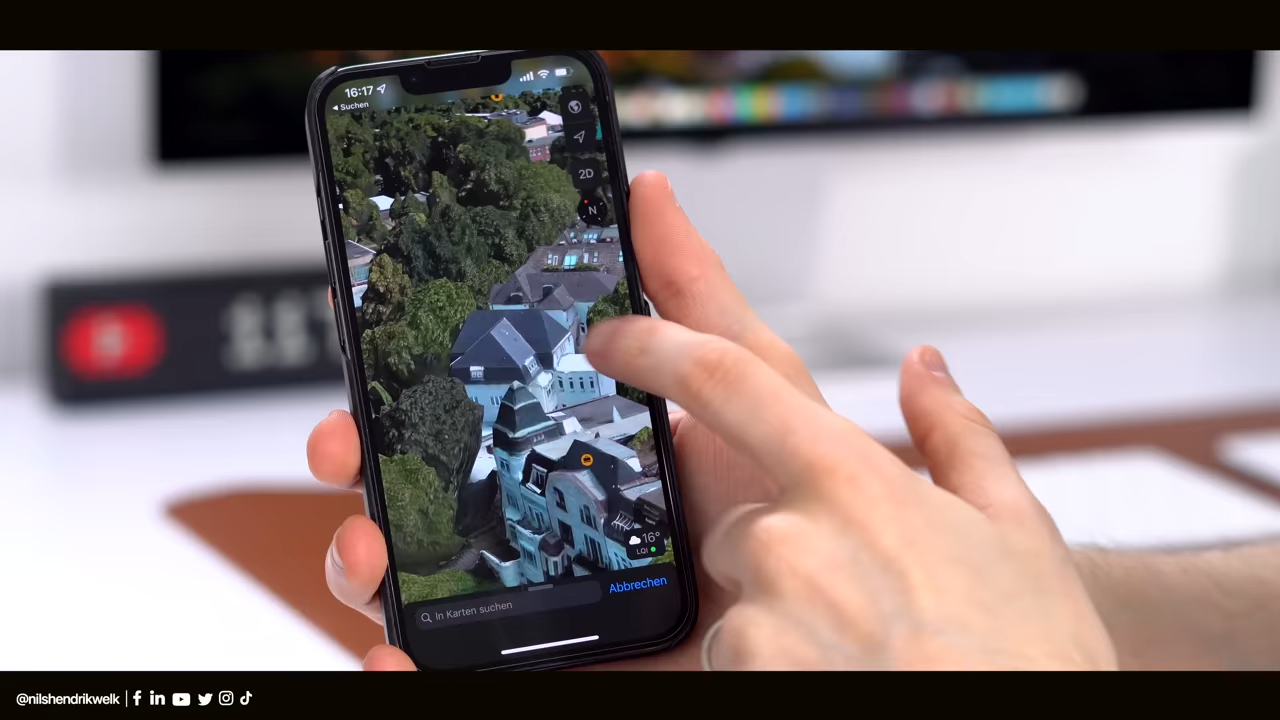 16:17
Suchen
2D
N
16°
LQI
Abbrechen
In Karten suchen
@nilshendrikwelk